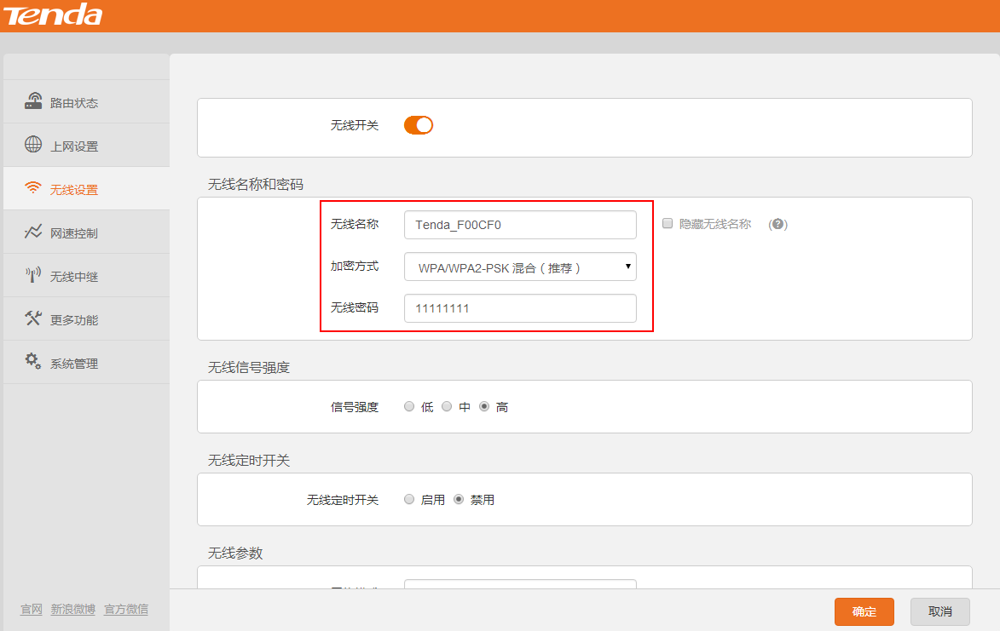 Tenda
路由状态
上网设置
无线设置
网速控制
无线中继
更多功能
系统管理
官网 新浪微博 官方微信
无线开关
无线名称和密码
无线名称 Tenda_F00CF0 隐藏无线名称 (?)
加密方式 WPA/WPA2-PSK 混合（推荐）
无线密码 11111111
无线信号强度
信号强度 低 中 高
无线定时开关
无线定时开关 启用 禁用
无线参数
确定 取消